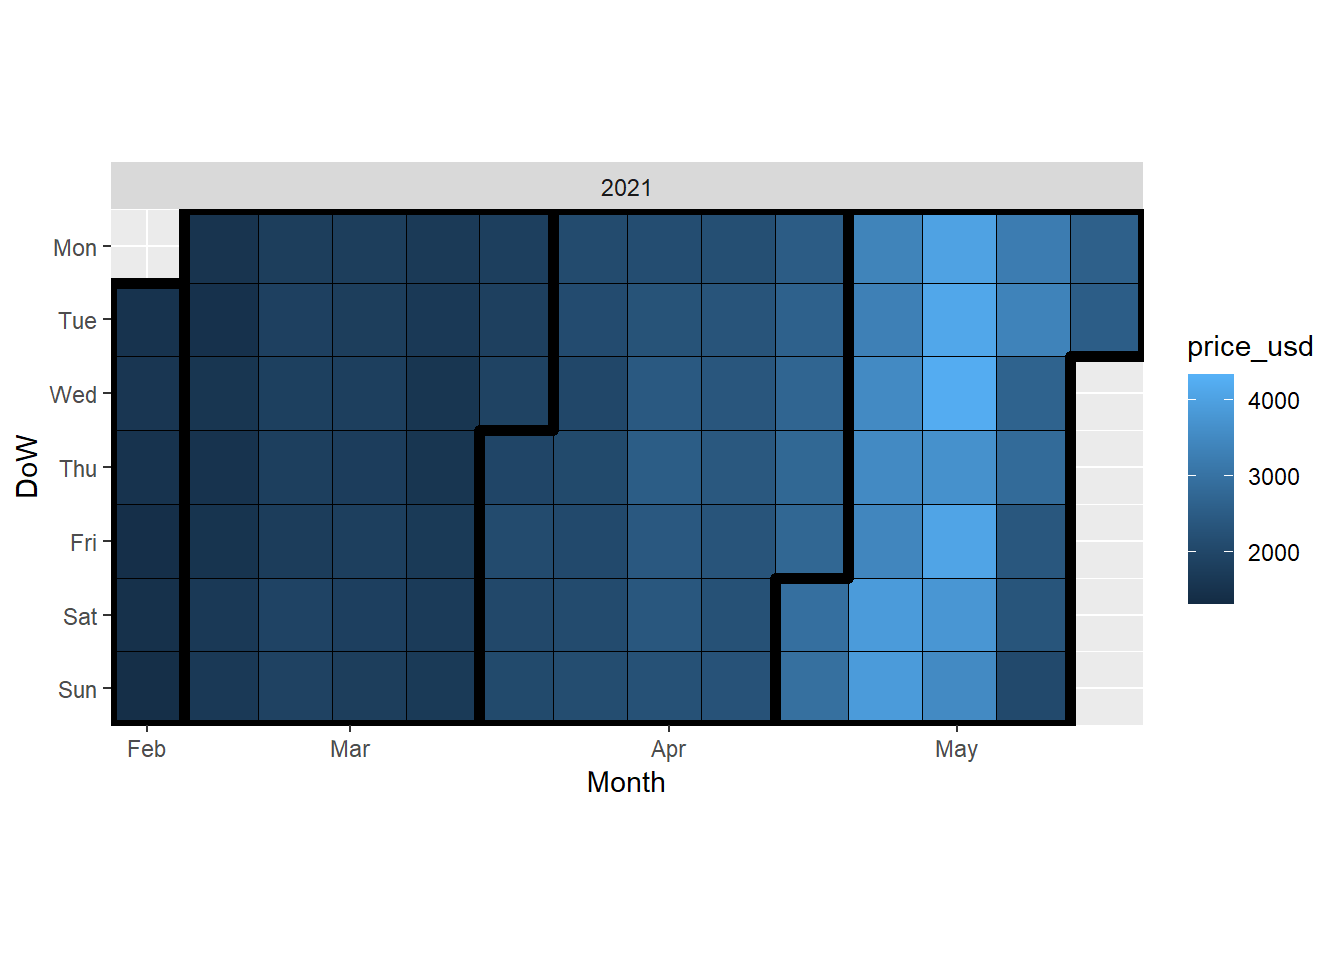 2021
Mon
Tue
Wed
Thu
Fri
Sat
Sun
DoW
Feb Mar Apr May
Month
price_usd
4000
3000
2000